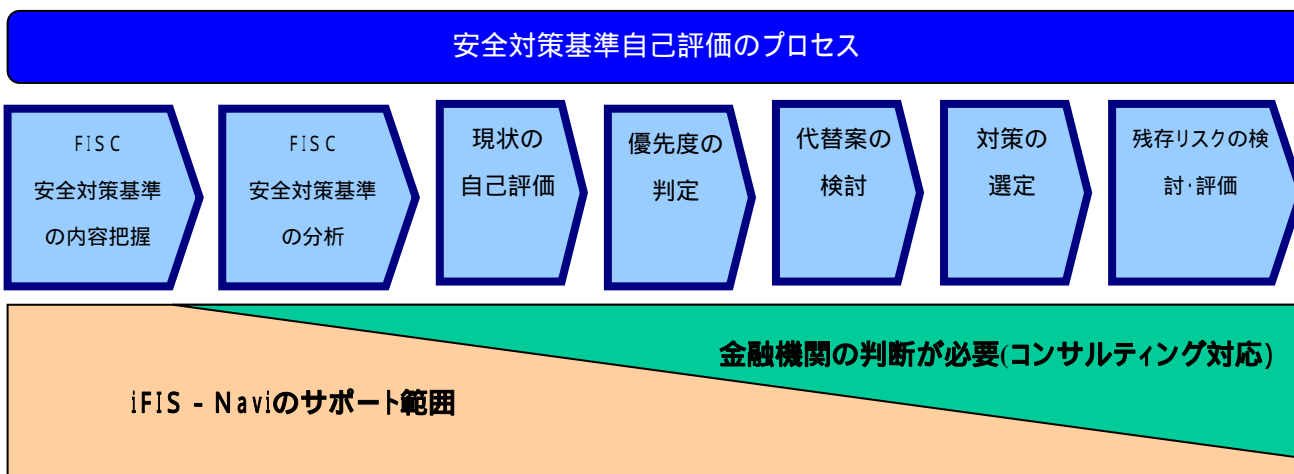 安全対策基準自己評価のプロセス
FISC
安全対策基準
の内容把握
FISC
安全対策基準
の分析
現状の
自己評価
優先度の
判定
代替案の
検討
対策の
選定
残存リスクの検
討･評価
金融機関の判断が必要(コンサルティング対応)
iFIS - Naviのサポート範囲